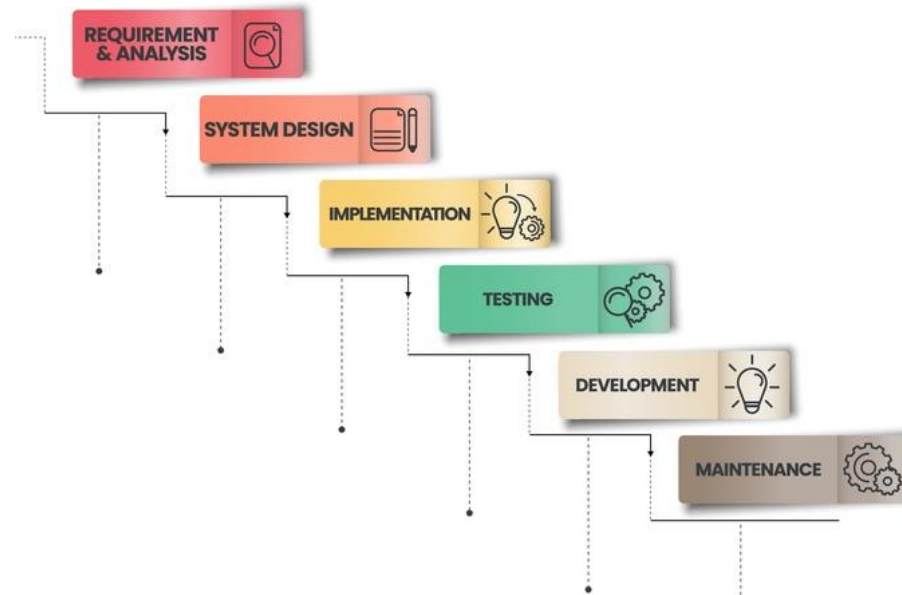 REQUIREMENT
& ANALYSIS
SYSTEM DESIGN
IMPLEMENTATION
TESTING
DEVELOPMENT
MAINTENANCE